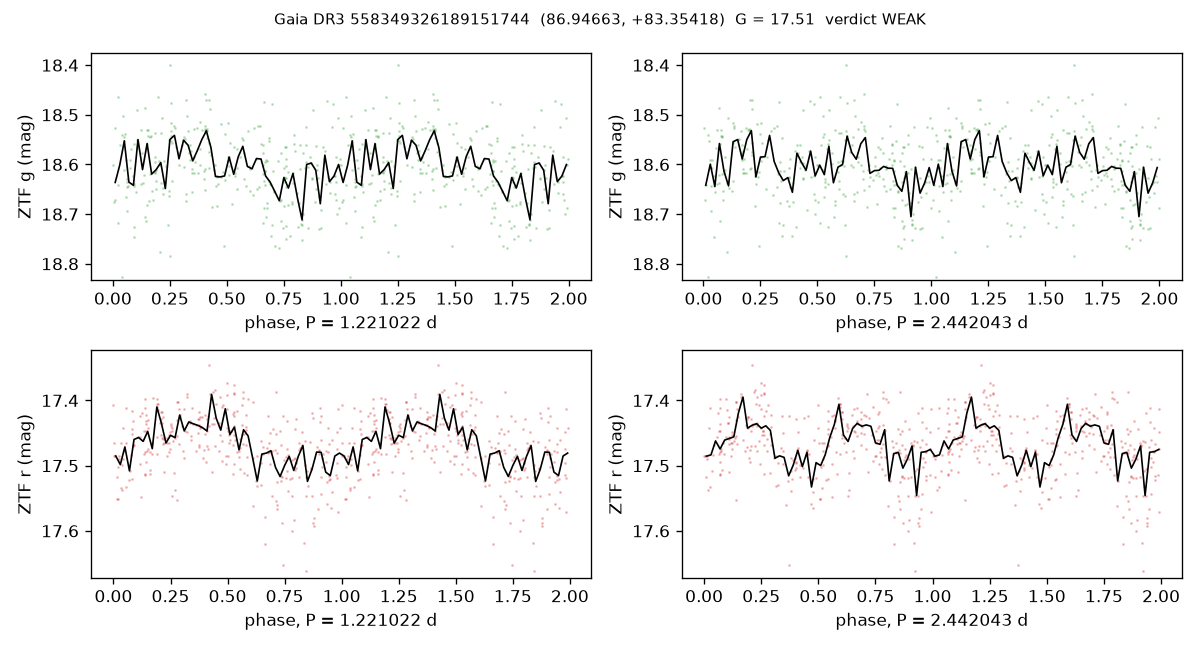 Gaia DR3 558349326189151744  (86.94663, +83.35418)  G = 17.51  verdict WEAK
ZTF g (mag)
18.4
18.5
18.6
18.7
18.8
0.00 0.25 0.50 0.75 1.00 1.25 1.50 1.75 2.00
phase, P = 1.221022 d
ZTF g (mag)
18.4
18.5
18.6
18.7
18.8
0.00 0.25 0.50 0.75 1.00 1.25 1.50 1.75 2.00
phase, P = 2.442043 d
ZTF r (mag)
17.4
17.5
17.6
0.00 0.25 0.50 0.75 1.00 1.25 1.50 1.75 2.00
phase, P = 1.221022 d
ZTF r (mag)
17.4
17.5
17.6
0.00 0.25 0.50 0.75 1.00 1.25 1.50 1.75 2.00
phase, P = 2.442043 d